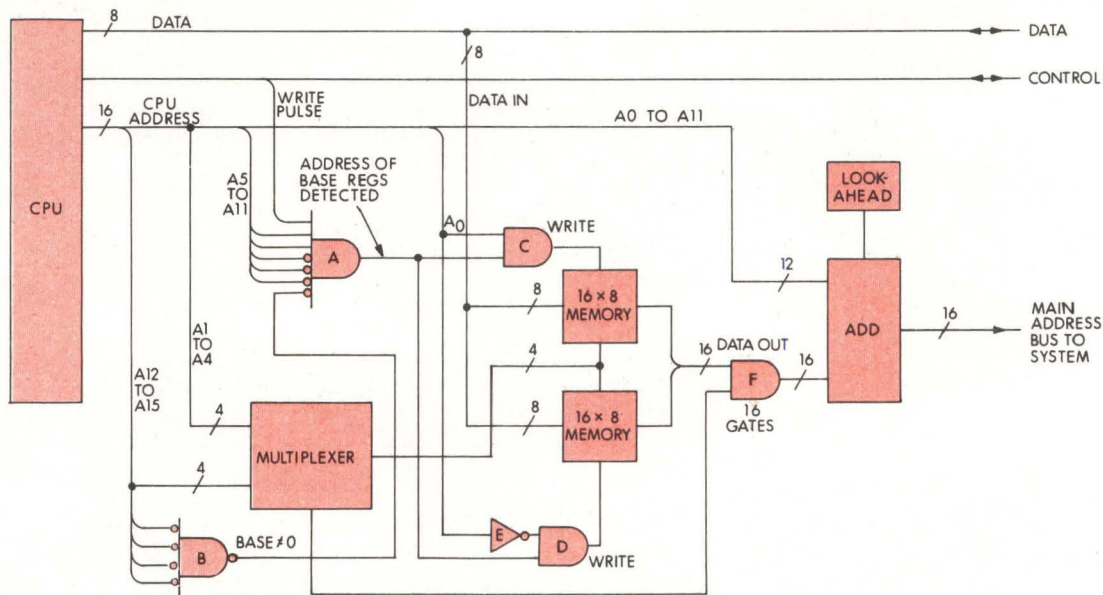 8
DATA
DATA
8
CONTROL
WRITE
PULSE
DATA IN
16
CPU
ADDRESS
A0 TO A11
CPU
A5
TO
A11
ADDRESS OF
BASE REGS
DETECTED
A
A0
C
WRITE
LOOK-
AHEAD
12
8
16 × 8
MEMORY
ADD
16
MAIN
ADDRESS
BUS TO
SYSTEM
A1
TO
A4
4
16
DATA OUT
F
16
16
GATES
A12
TO
A15
4
MULTIPLEXER
8
16 × 8
MEMORY
4
B
BASE ≠ 0
E
D
WRITE